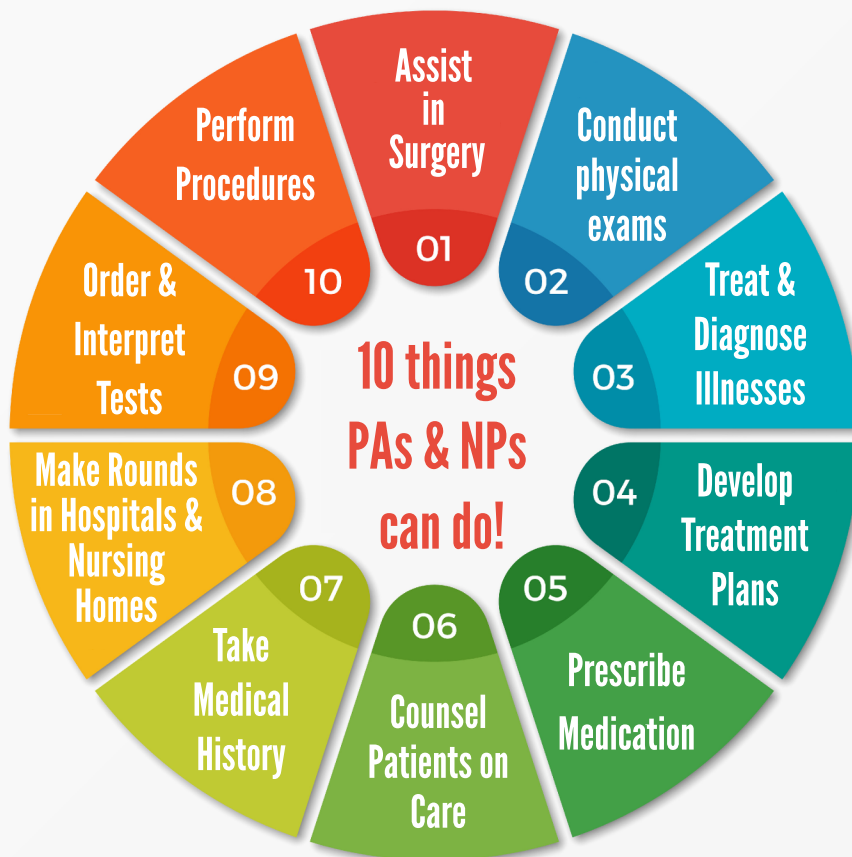 10 things
PAs & NPs
can do!
Assist
in
Surgery
01
Conduct
physical
exams
02
Treat &
Diagnose
Illnesses
03
Develop
Treatment
Plans
04
Prescribe
Medication
05
Counsel
Patients on
Care
06
Take
Medical
History
07
Make Rounds
in Hospitals &
Nursing
Homes
08
Order &
Interpret
Tests
09
Perform
Procedures
10